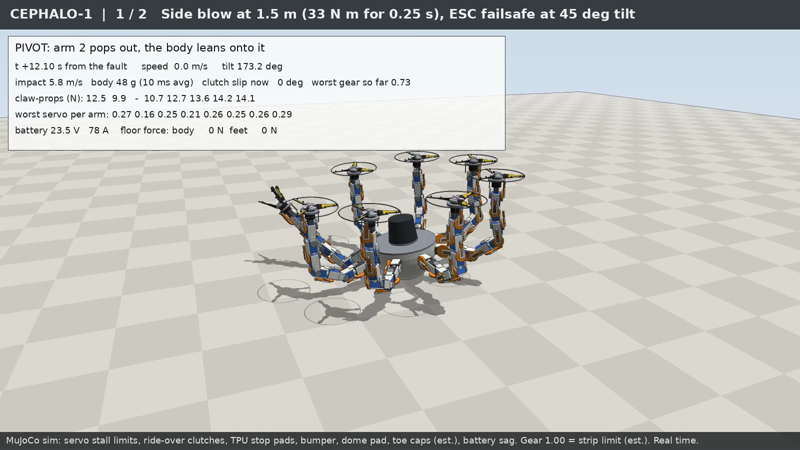 CEPHALO-1 | 1 / 2 Side blow at 1.5 m (33 N m for 0.25 s), ESC failsafe at 45 deg tilt
PIVOT: arm 2 pops out, the body leans onto it
t +12.10 s from the fault speed 0.0 m/s tilt 173.2 deg
impact 5.8 m/s body 48 g (10 ms avg) clutch slip now 0 deg worst gear so far 0.73
claw-props (N): 12.5 9.9 - 10.7 12.7 13.6 14.2 14.1
worst servo per arm: 0.27 0.16 0.25 0.21 0.26 0.25 0.26 0.29
battery 23.5 V 78 A floor force: body 0 N feet 0 N
MuJoCo sim: servo stall limits, ride-over clutches, TPU stop pads, bumper, dome pad, toe caps (est.), battery sag. Gear 1.00 = strip limit (est.). Real time.